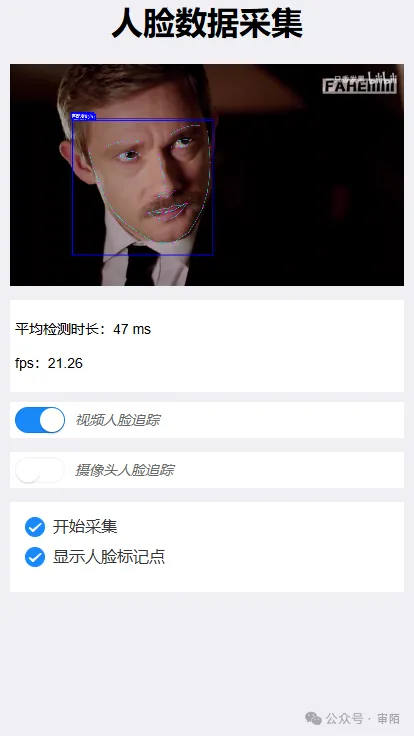 人脸数据采集
FAHE
平均检测时长：47 ms
fps：21.26
视频人脸追踪
摄像头人脸追踪
开始采集
显示人脸标记点
公众号 · 审陌